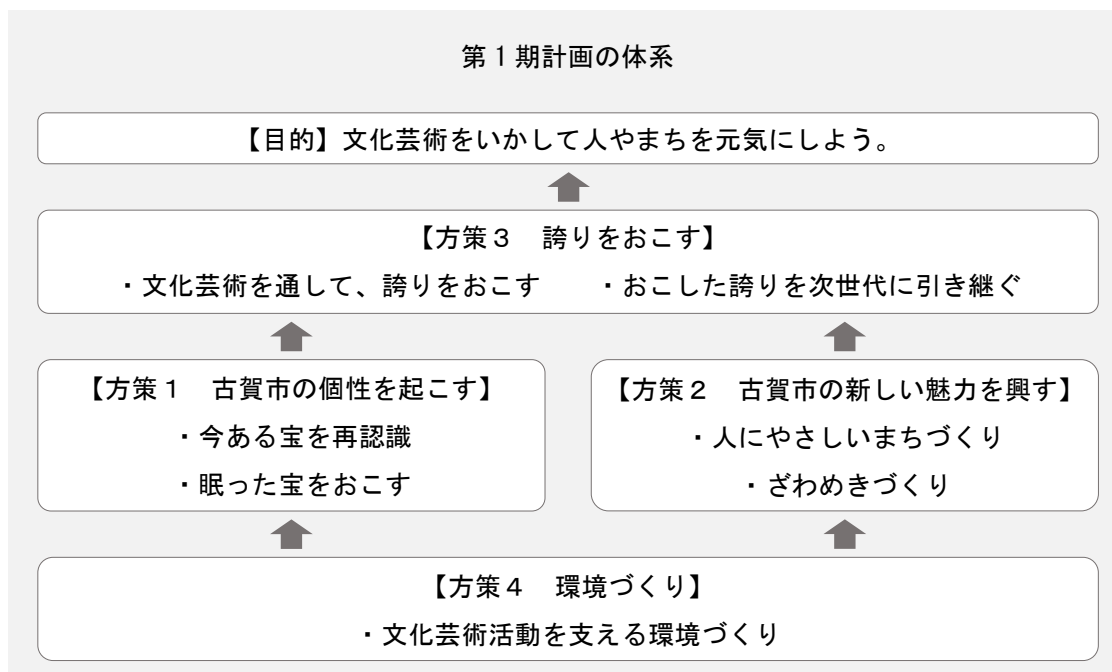 第1期計画の体系
【目的】文化芸術をいかして人やまちを元気にしよう。
【方策３　誇りをおこす】
・文化芸術を通して、誇りをおこす　　・おこした誇りを次世代に引き継ぐ
【方策１　古賀市の個性を起こす】
・今ある宝を再認識
・眠った宝をおこす
【方策２　古賀市の新しい魅力を興す】
・人にやさしいまちづくり
・ざわめきづくり
【方策４　環境づくり】
・文化芸術活動を支える環境づくり